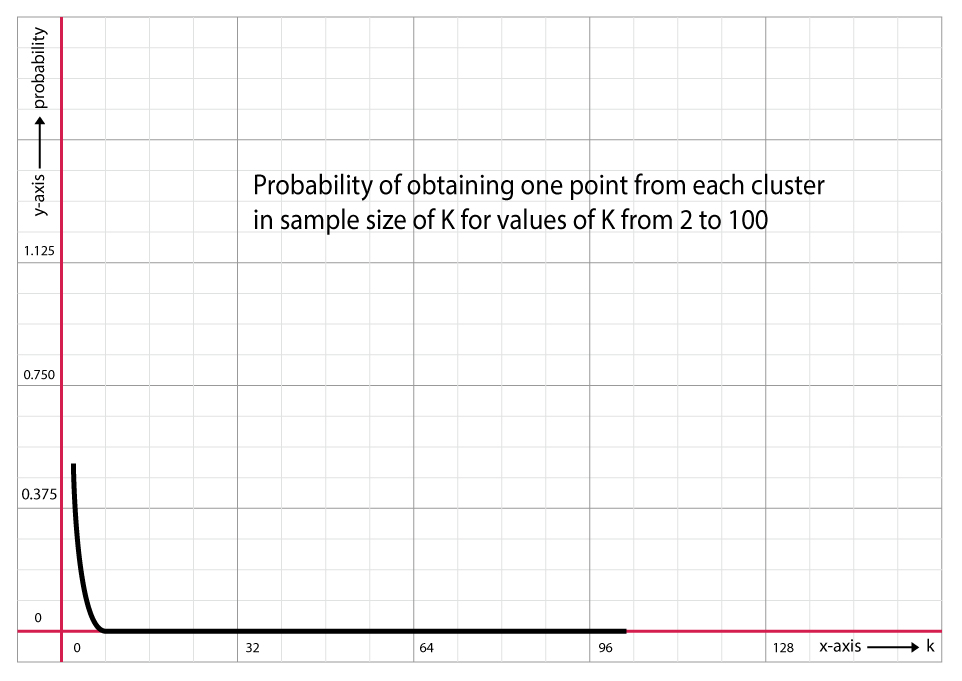 y-axis → probability
Probability of obtaining one point from each cluster
in sample size of K for values of K from 2 to 100
1.125
0.750
0.375
0
0 32 64 96 128 x-axis → k